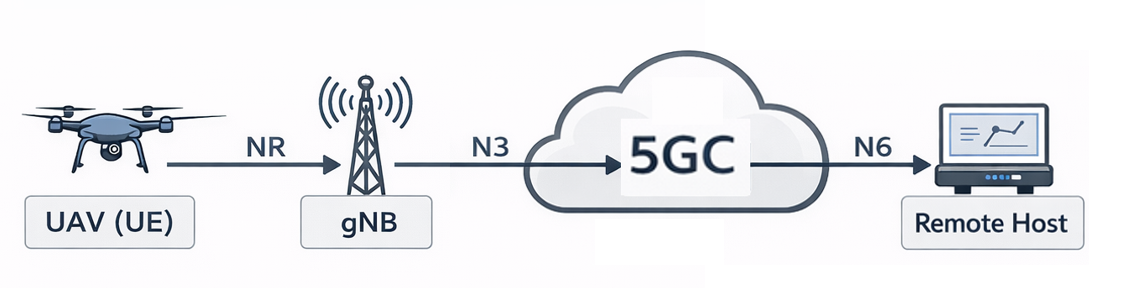 NR
N3
5GC
N6
UAV (UE)
gNB
Remote Host